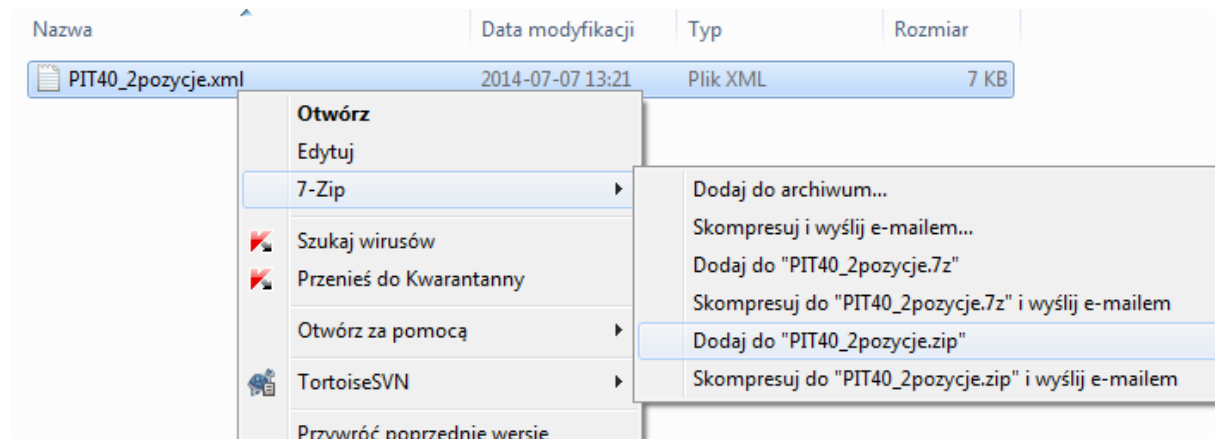 Nazwa Data modyfikacji Typ Rozmiar
PIT40_2pozycje.xml 2014-07-07 13:21 Plik XML 7 KB
Otwórz
Edytuj
7-Zip
Szukaj wirusów
Przenieś do Kwarantanny
Otwórz za pomocą
TortoiseSVN
Przywróć poprzednie wersje
Dodaj do archiwum...
Skompresuj i wyślij e-mailem...
Dodaj do "PIT40_2pozycje.7z"
Skompresuj do "PIT40_2pozycje.7z" i wyślij e-mailem
Dodaj do "PIT40_2pozycje.zip"
Skompresuj do "PIT40_2pozycje.zip" i wyślij e-mailem